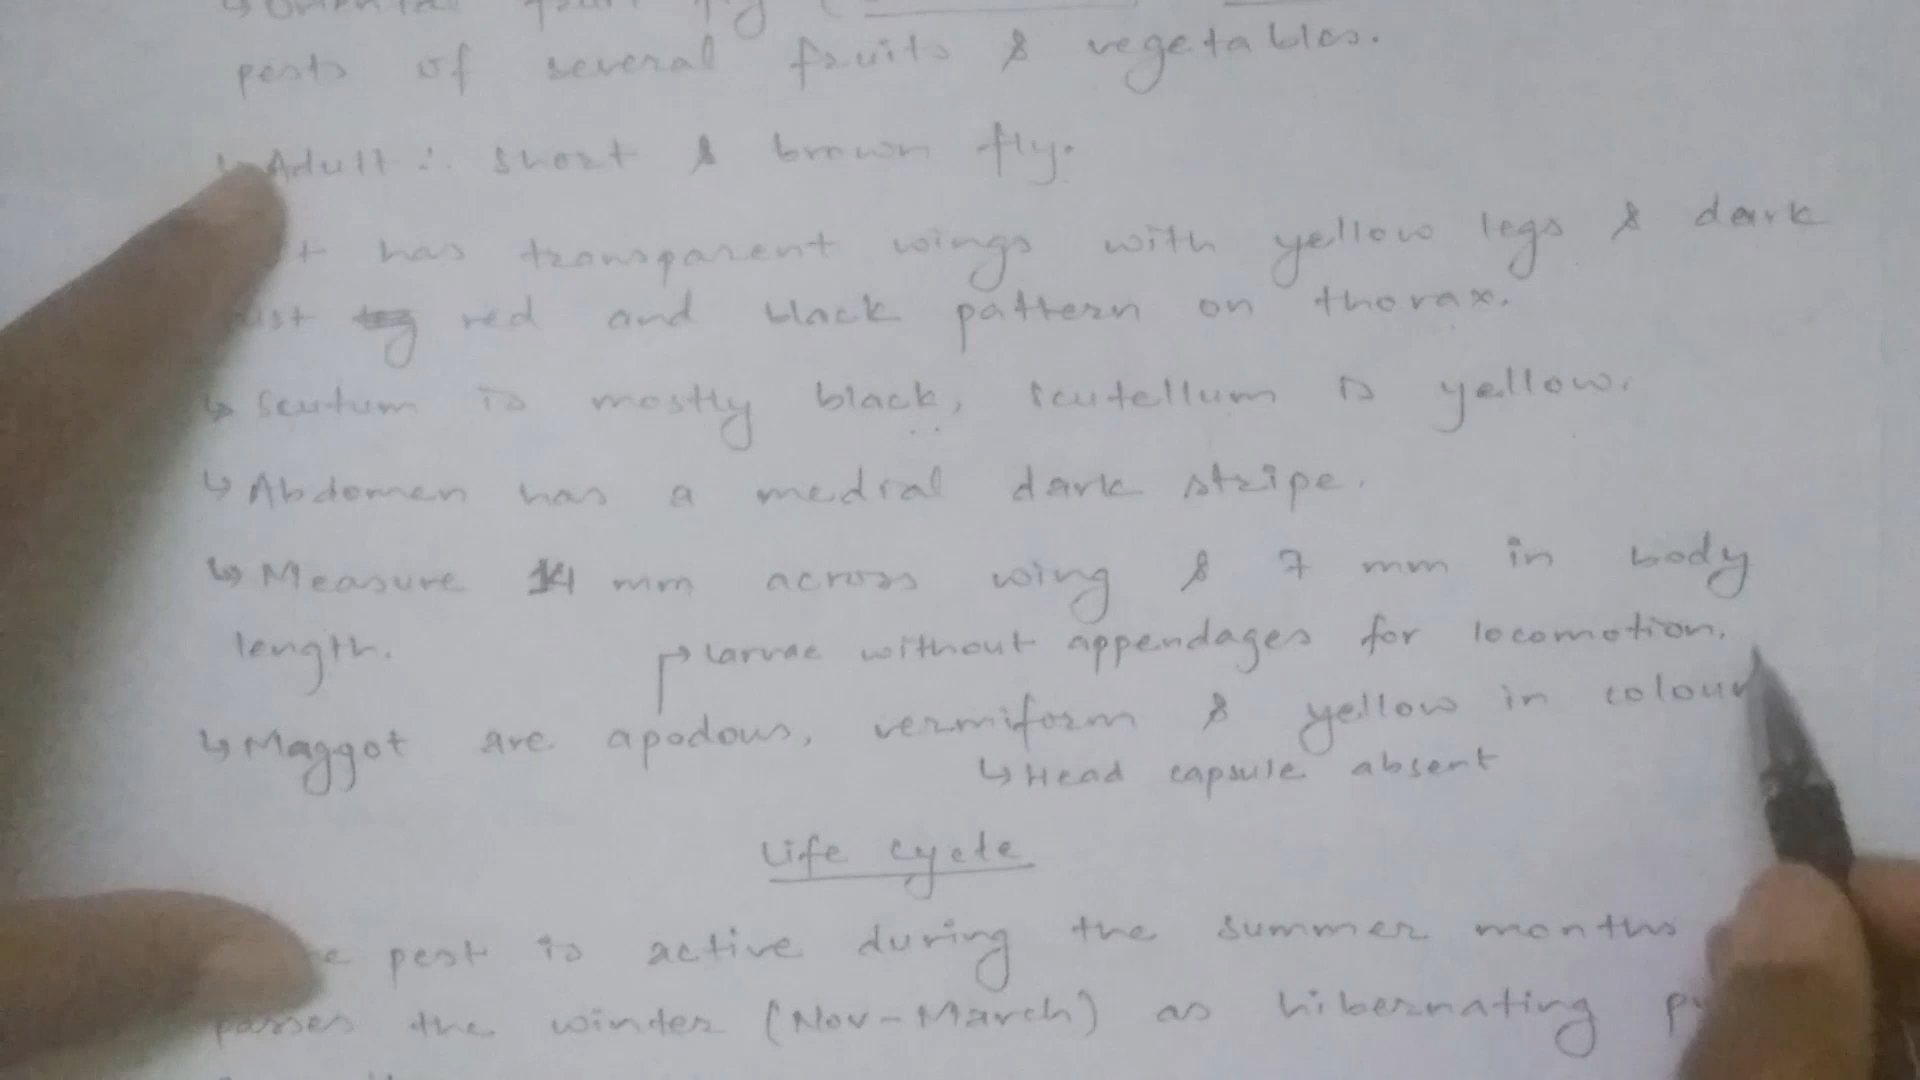 pests of several fruits & vegetables.
↳ Adult :. short & brown fly.
has transparent wings with yellow legs & dark
red and black pattern on thorax.
↳ Scutum is mostly black, scutellum is yellow.
↳ Abdomen has a medial dark stripe.
↳ Measure 14 mm across wing & 7 mm in body
length.
↳ larvae without appendages for locomotion.
↳ Maggot are apodous, vermiform & yellow in colour
↳ Head capsule absent
Life cycle
pest is active during the summer months
passes the winter (Nov-March) as hibernating